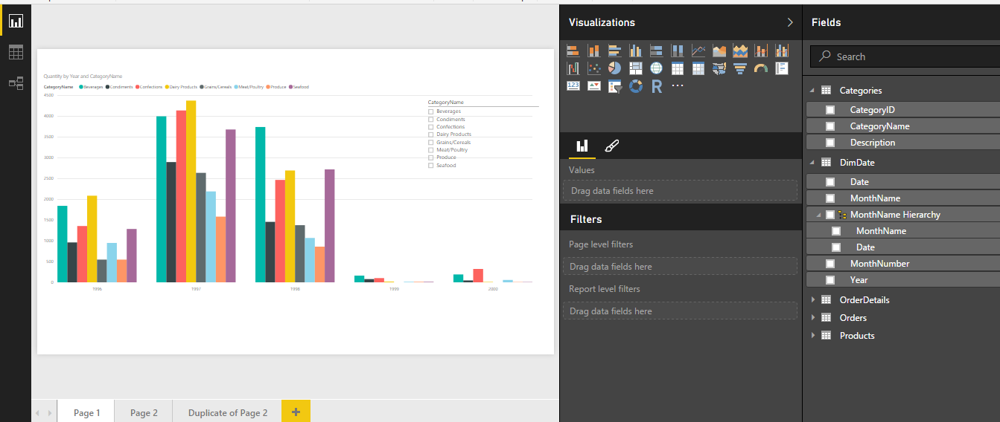 Quantity by Year and CategoryName
CategoryName Beverages Condiments Confections Dairy Products Grains/Cereals Meat/Poultry Produce Seafood
4500
4000
3500
3000
2500
2000
1500
1000
500
0
1996 1997 1998 1999 2000
CategoryName
Beverages
Condiments
Confections
Dairy Products
Grains/Cereals
Meat/Poultry
Produce
Seafood
Page 1 Page 2 Duplicate of Page 2 +
Visualizations
123
R
...
Values
Drag data fields here
Filters
Page level filters
Drag data fields here
Report level filters
Drag data fields here
Fields
Search
Categories
CategoryID
CategoryName
Description
DimDate
Date
MonthName
MonthName Hierarchy
MonthName
Date
MonthNumber
Year
OrderDetails
Orders
Products